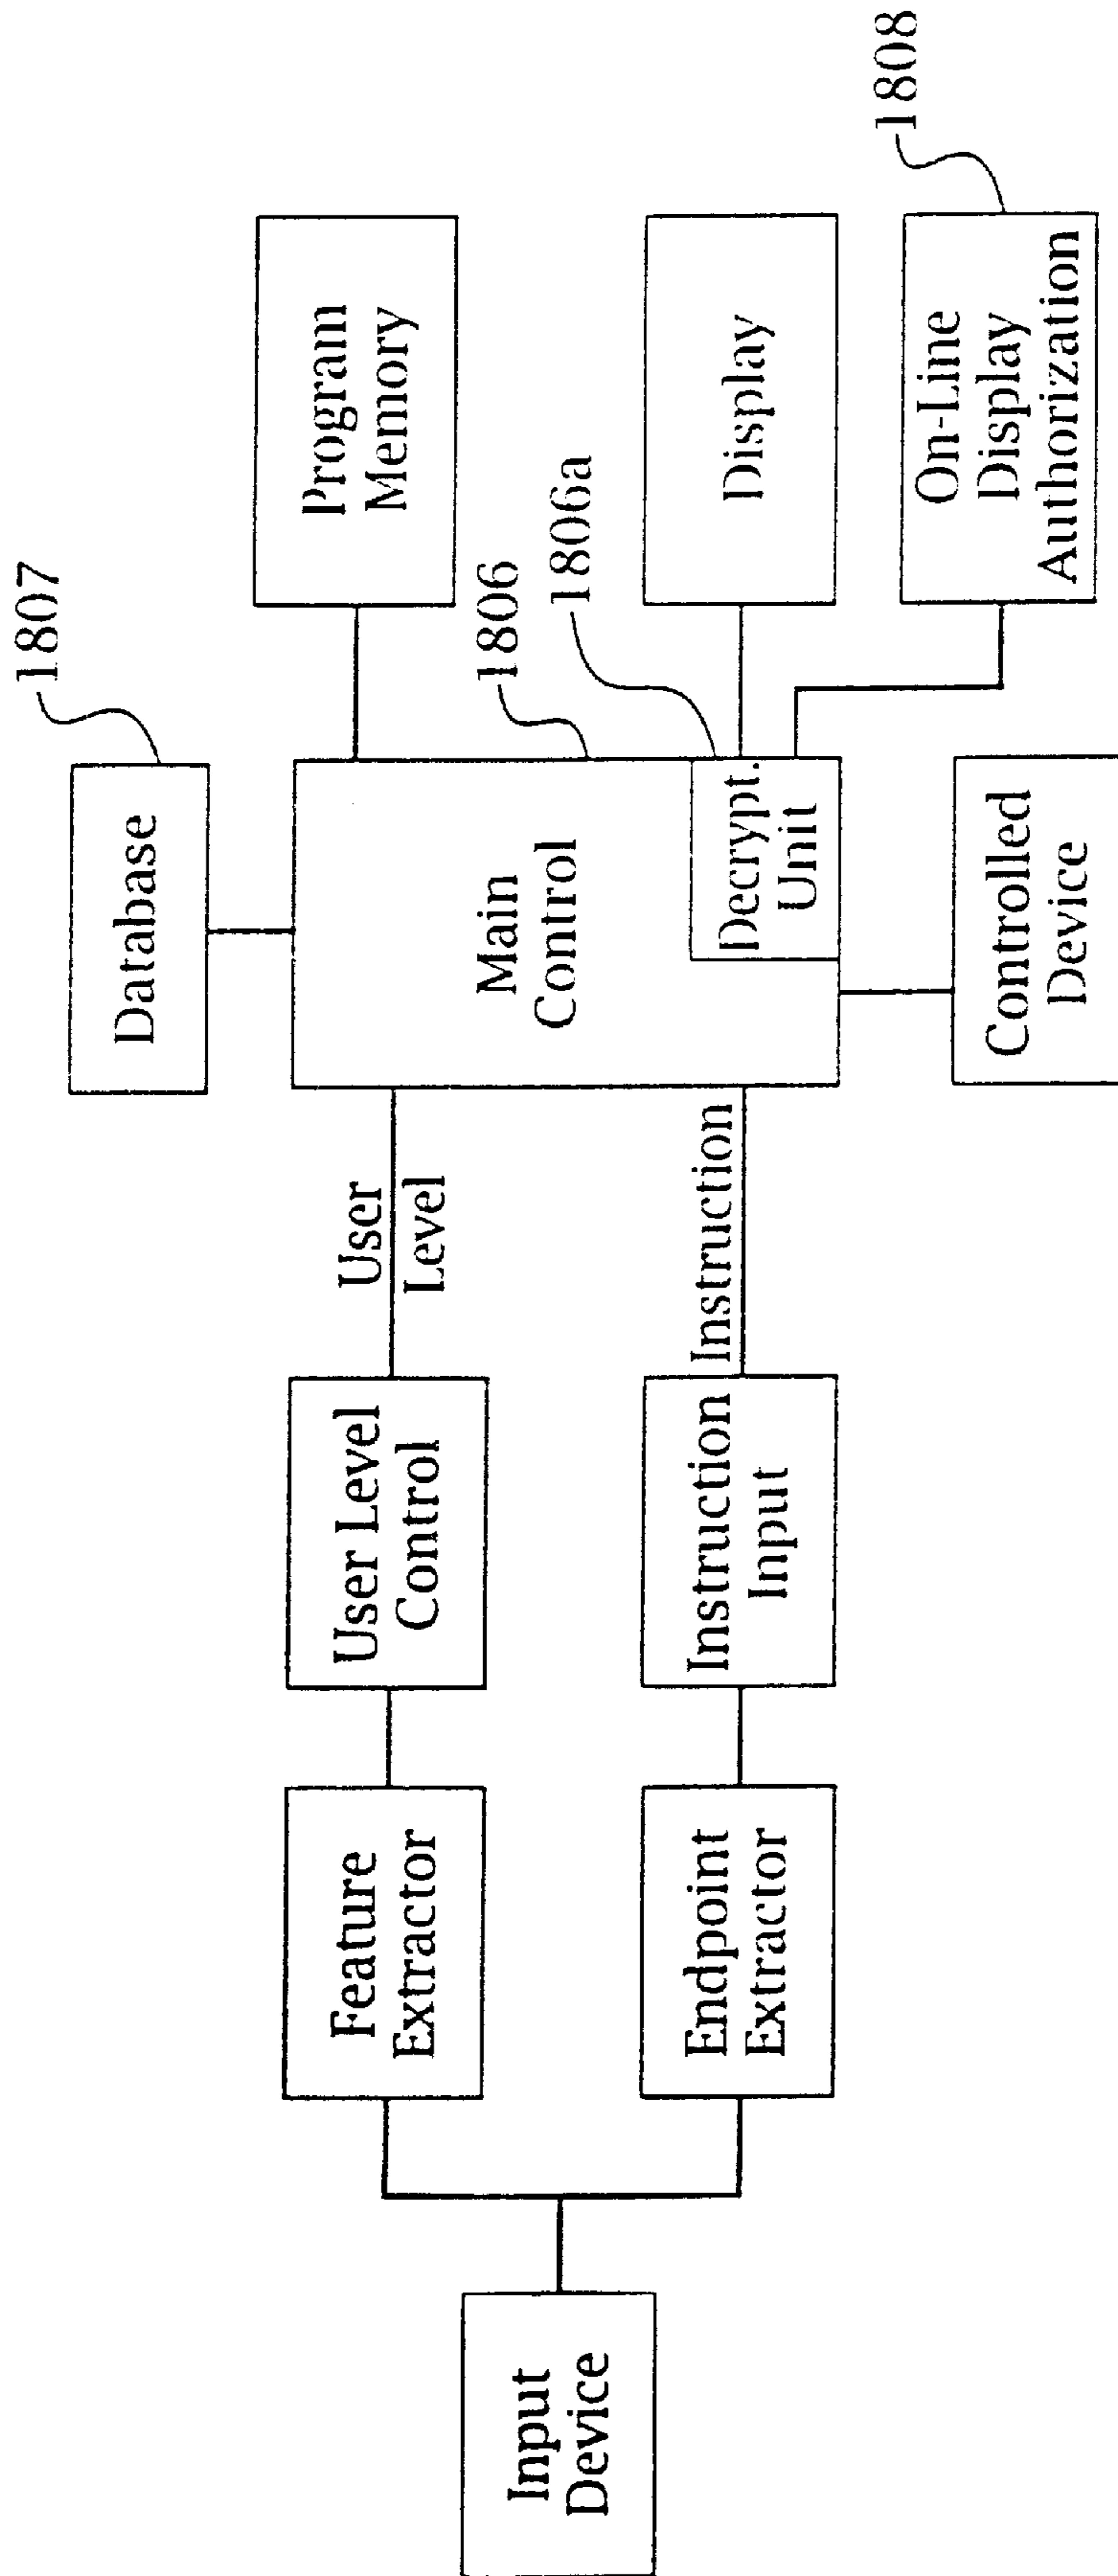 1807
Database
Program
Memory
1806
1806a
Main
Control
Decrypt.
Unit
Display
1808
On-Line
Display
Authorization
Controlled
Device
User
Level
Instruction
User Level
Control
Instruction
Input
Feature
Extractor
Endpoint
Extractor
Input
Device